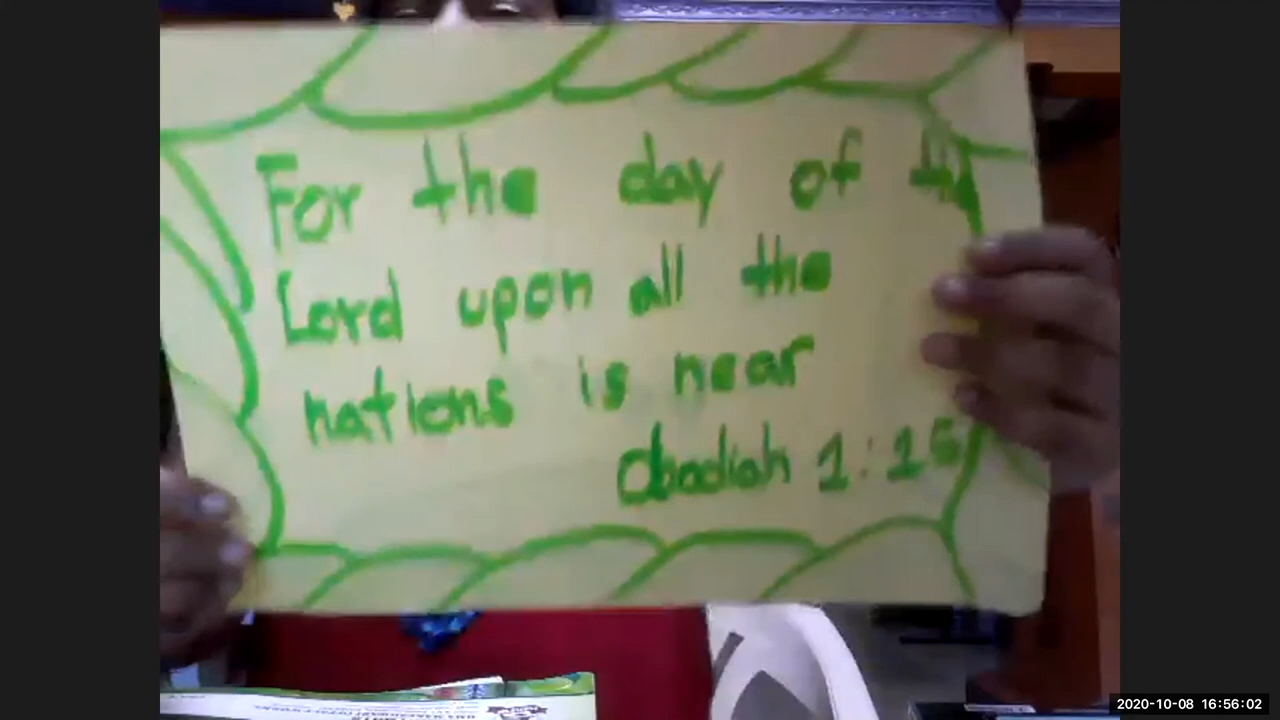 For the day of the
Lord upon all the
nations is near
Obadiah 1:15
2020-10-08 16:56:02